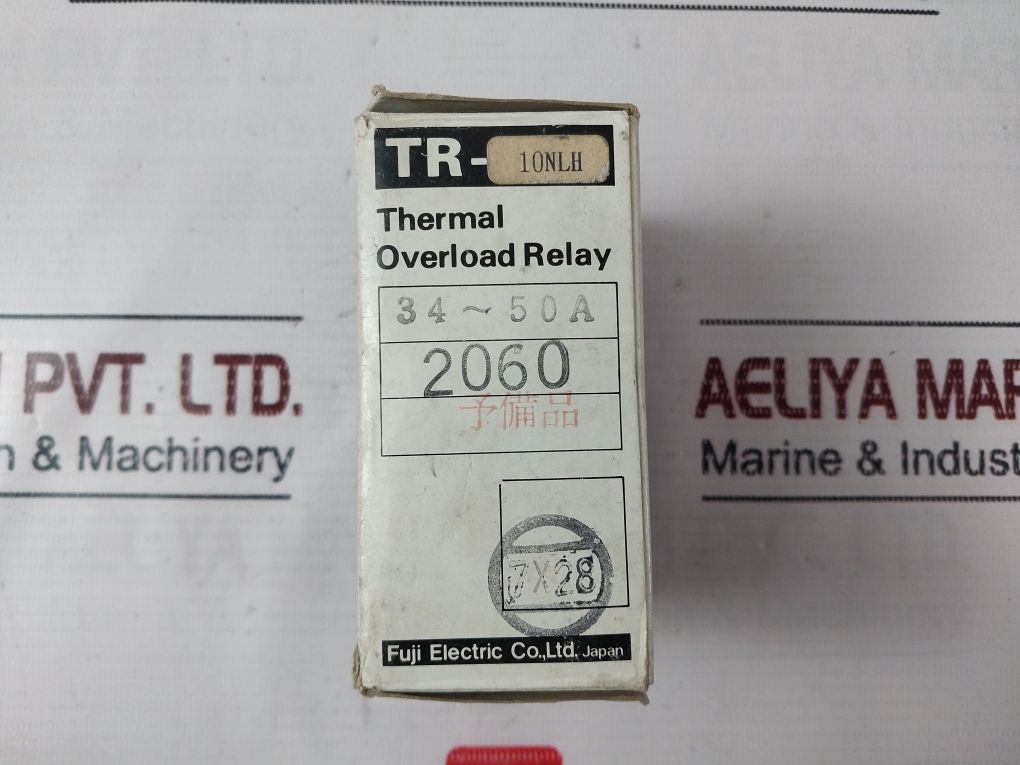 TR-10NLH
Thermal
Overload Relay
34~50A
2060
予備品
7X28
Fuji Electric Co.,Ltd. Japan
PVT. LTD.
& Machinery
AELIYA MAR
Marine & Indust